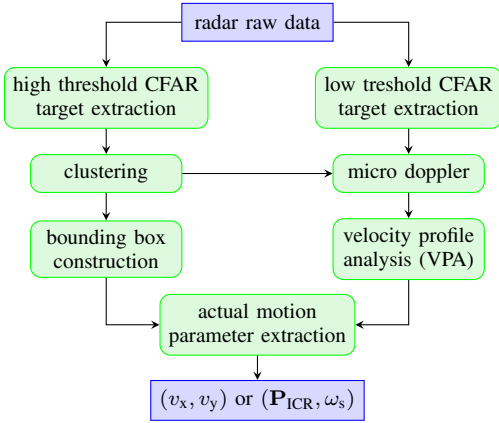 radar raw data
high threshold CFAR
target extraction
low treshold CFAR
target extraction
clustering
micro doppler
bounding box
construction
velocity profile
analysis (VPA)
actual motion
parameter extraction
(v_x, v_y) or (P_ICR, ω_s)